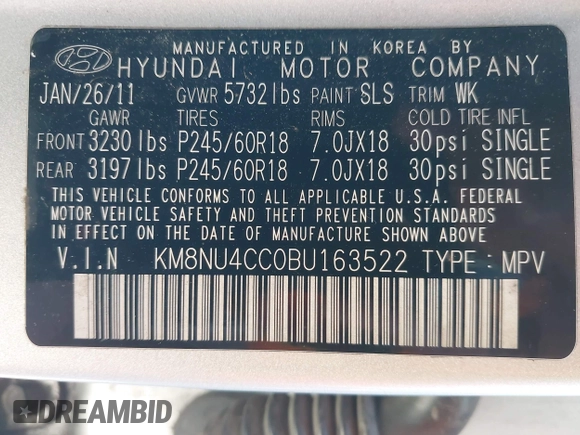 MANUFACTURED IN KOREA BY
HYUNDAI MOTOR COMPANY
JAN/26/11 GVWR 5732lbs PAINT SLS TRIM WK
GAWR TIRES RIMS COLD TIRE INFL
FRONT 3230lbs P245/60R18 7.0JX18 30psi SINGLE
REAR 3197lbs P245/60R18 7.0JX18 30psi SINGLE
THIS VEHICLE CONFORMS TO ALL APPLICABLE U.S.A. FEDERAL
MOTOR VEHICLE SAFETY AND THEFT PREVENTION STANDARDS
IN EFFECT ON THE DATE OF MANUFACTURE SHOWN ABOVE.
V.I.N KM8NU4CC0BU163522 TYPE : MPV
DREAMBID